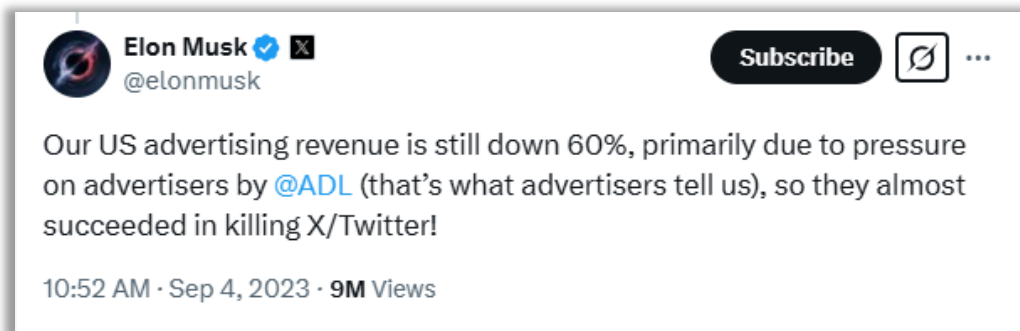 Elon Musk
@elonmusk
Subscribe
Our US advertising revenue is still down 60%, primarily due to pressure
on advertisers by @ADL (that’s what advertisers tell us), so they almost
succeeded in killing X/Twitter!
10:52 AM · Sep 4, 2023 · 9M Views